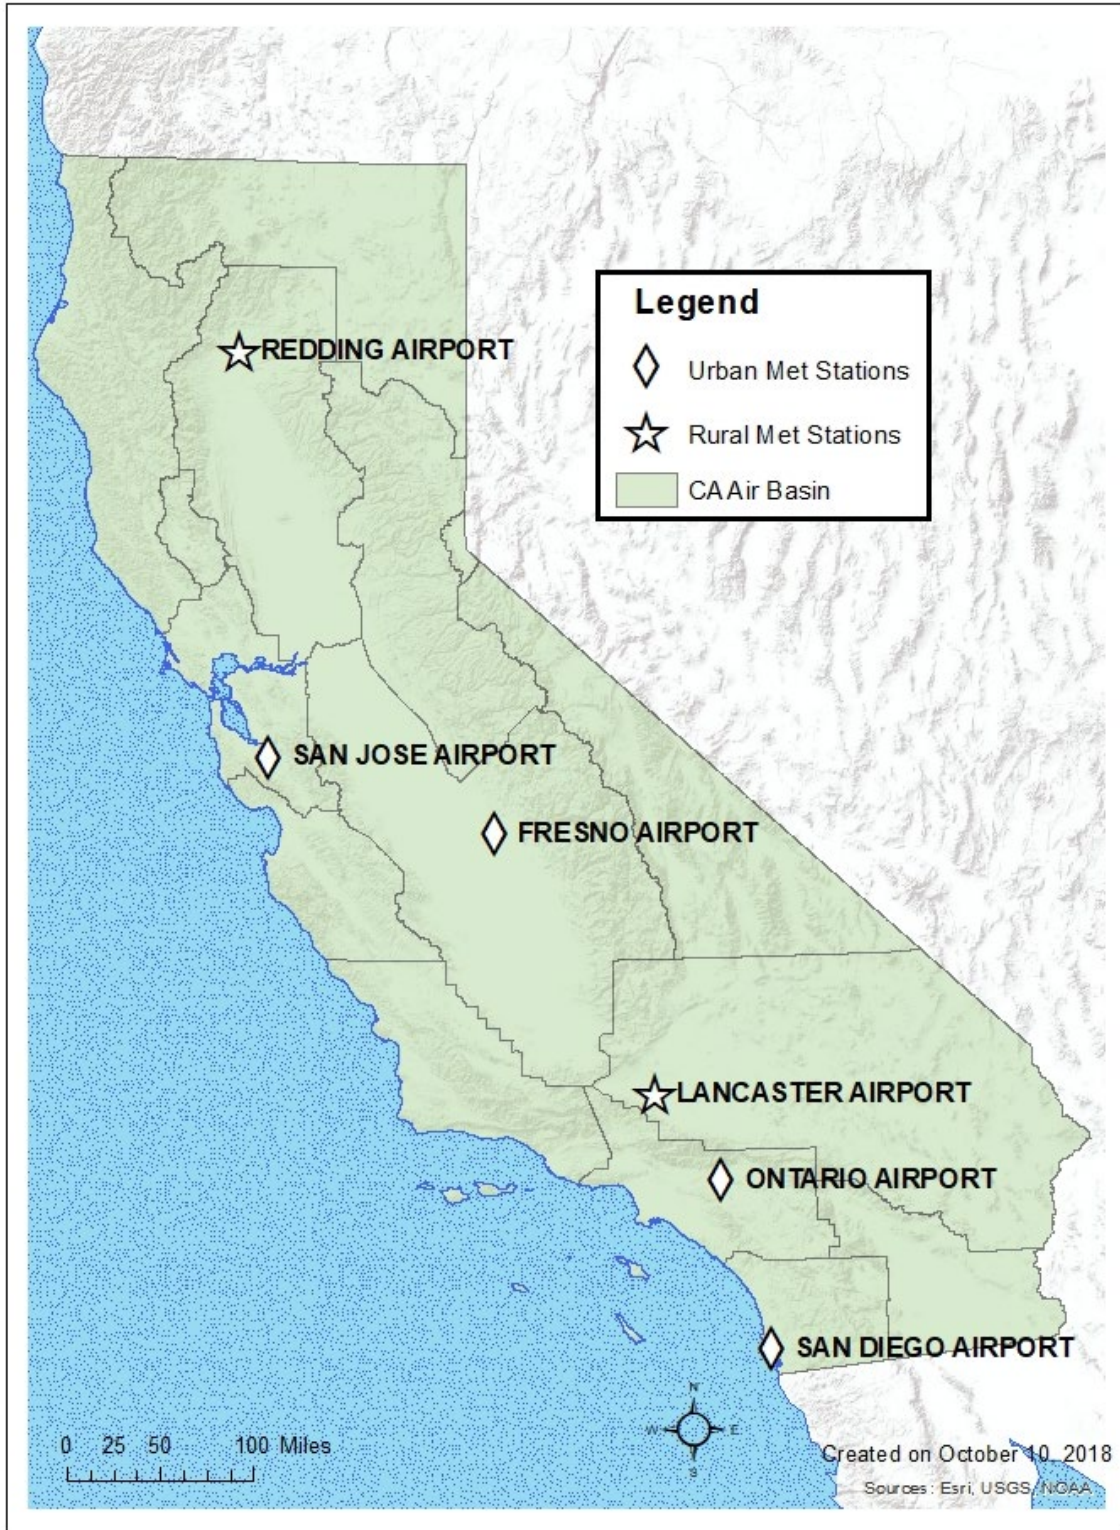 Legend
REDDING AIRPORT
Urban Met Stations
Rural Met Stations
CA Air Basin
SAN JOSE AIRPORT
FRESNO AIRPORT
LANCASTER AIRPORT
ONTARIO AIRPORT
SAN DIEGO AIRPORT
N
W E
S
0 25 50 100 Miles
Created on October 10, 2018
Sources: Esri, USGS, NOAA